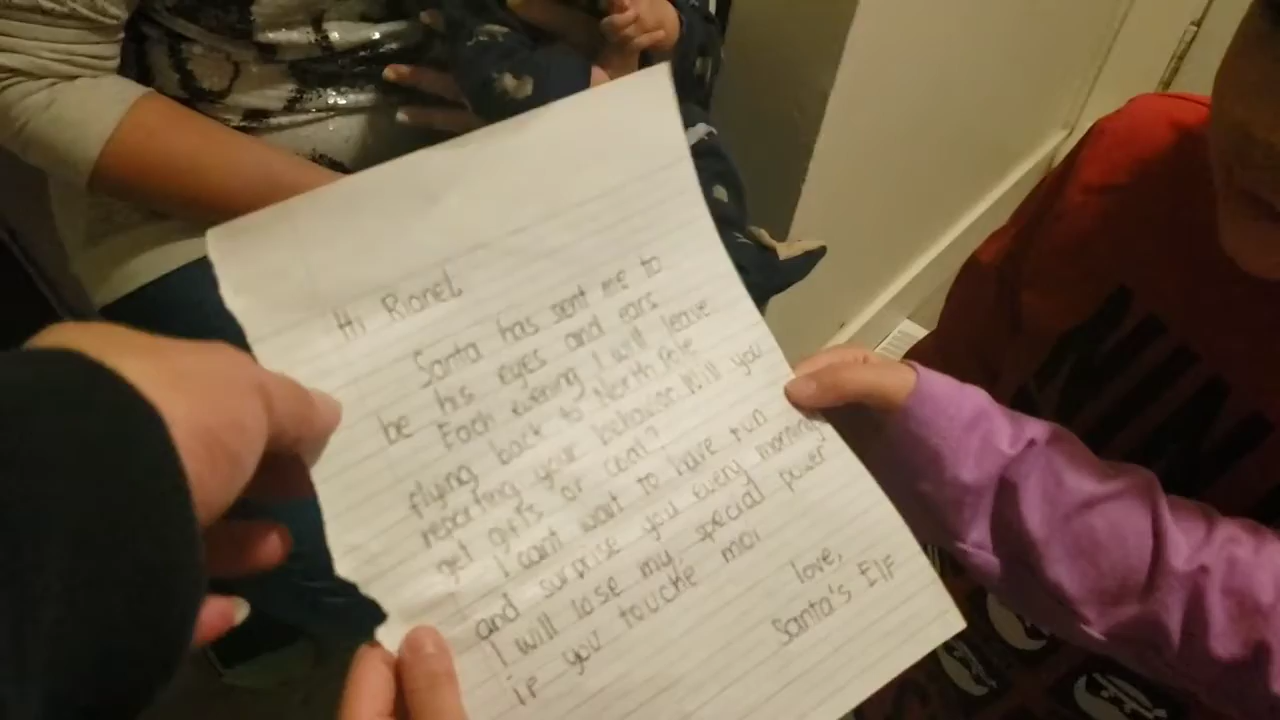 Hi Rionel
Santa has sent me to
be his eyes and ears
Each evening I will leave
flying back to North Pole
reporting your behavior. Will you
get gifts or coal?
I can't wait to have fun
and surprise you every morning
I will lose my special power
if you touche moi
love,
Santa's Elf